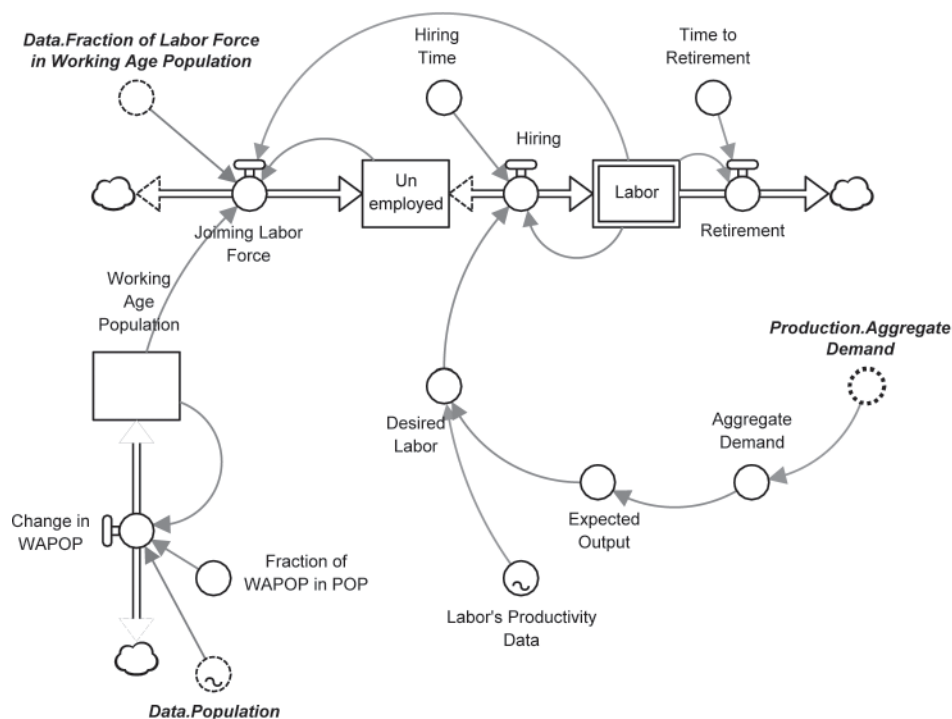 Data.Fraction of Labor Force
in Working Age Population
Hiring
Time
Time to
Retirement
Hiring
Un
employed
Labor
Joiming Labor
Force
Retirement
Working
Age
Population
Production.Aggregate
Demand
Desired
Labor
Aggregate
Demand
Change in
WAPOP
Expected
Output
Fraction of
WAPOP in POP
Labor's Productivity
Data
Data.Population